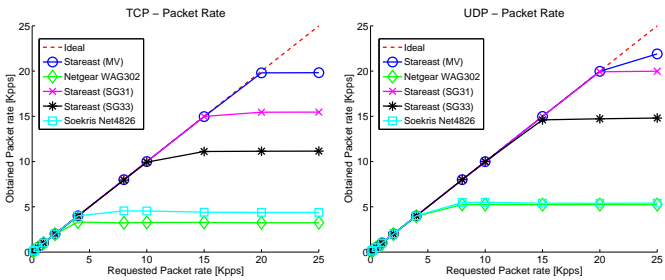 TCP – Packet Rate
Obtained Packet rate [Kpps]
25
20
15
10
5
0
Ideal
Stareast (MV)
Netgear WAG302
Stareast (SG31)
Stareast (SG33)
Soekris Net4826
0 5 10 15 20 25
Requested Packet rate [Kpps]
UDP – Packet Rate
Obtained Packet rate [Kpps]
25
20
15
10
5
0
Ideal
Stareast (MV)
Netgear WAG302
Stareast (SG31)
Stareast (SG33)
Soekris Net4826
0 5 10 15 20 25
Requested Packet rate [Kpps]